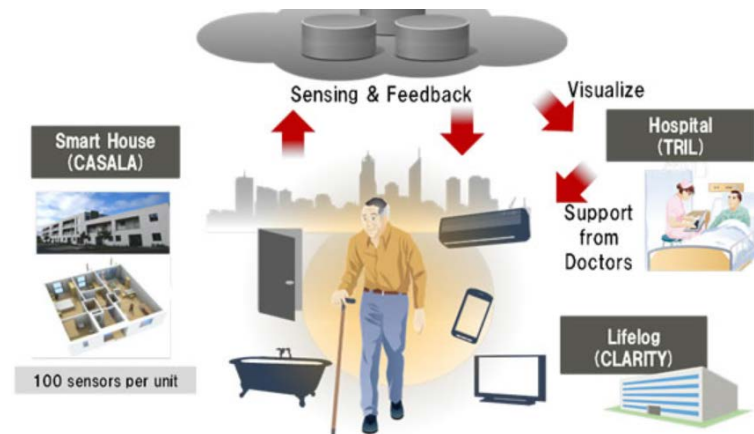 Sensing & Feedback
Visualize
Smart House
(CASALA)
Hospital
(TRIL)
Support
from
Doctors
Lifelog
(CLARITY)
100 sensors per unit